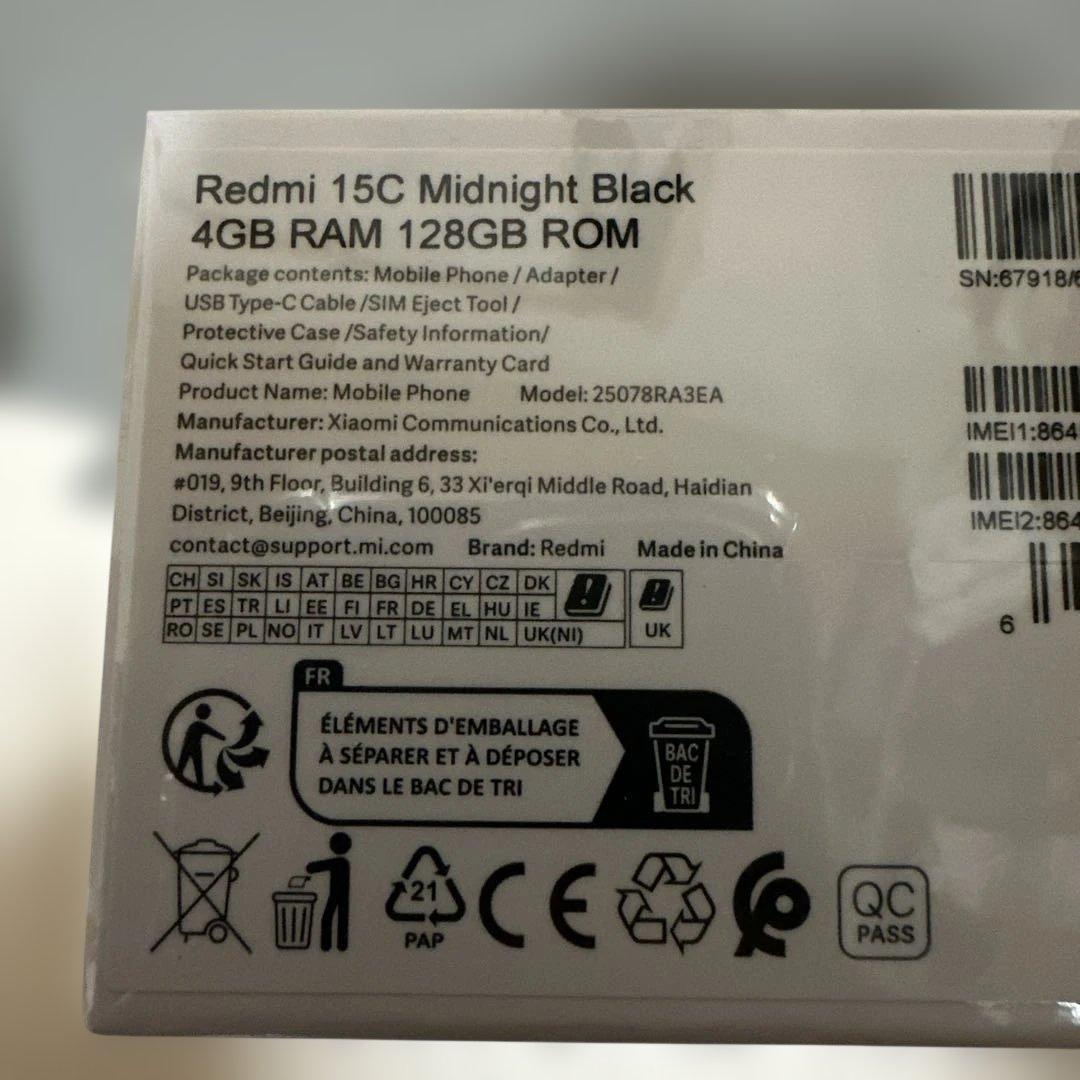 Redmi 15C Midnight Black
4GB RAM 128GB ROM
Package contents: Mobile Phone / Adapter /
USB Type-C Cable /SIM Eject Tool /
Protective Case /Safety Information/
Quick Start Guide and Warranty Card
Product Name: Mobile Phone Model: 25078RA3EA
Manufacturer: Xiaomi Communications Co., Ltd.
Manufacturer postal address:
#019, 9th Floor, Building 6, 33 Xi'erqi Middle Road, Haidian
District, Beijing, China, 100085
contact@support.mi.com Brand: Redmi Made in China
CH SI SK IS AT BE BG HR CY CZ DK
PT ES TR LI EE FI FR DE EL HU IE
RO SE PL NO IT LV LT LU MT NL UK(NI)
UK
FR
ÉLÉMENTS D'EMBALLAGE
À SÉPARER ET À DÉPOSER
DANS LE BAC DE TRI
BAC
DE
TRI
21
PAP
CE
QC
PASS
SN:67918/
IMEI1:864
IMEI2:864
6